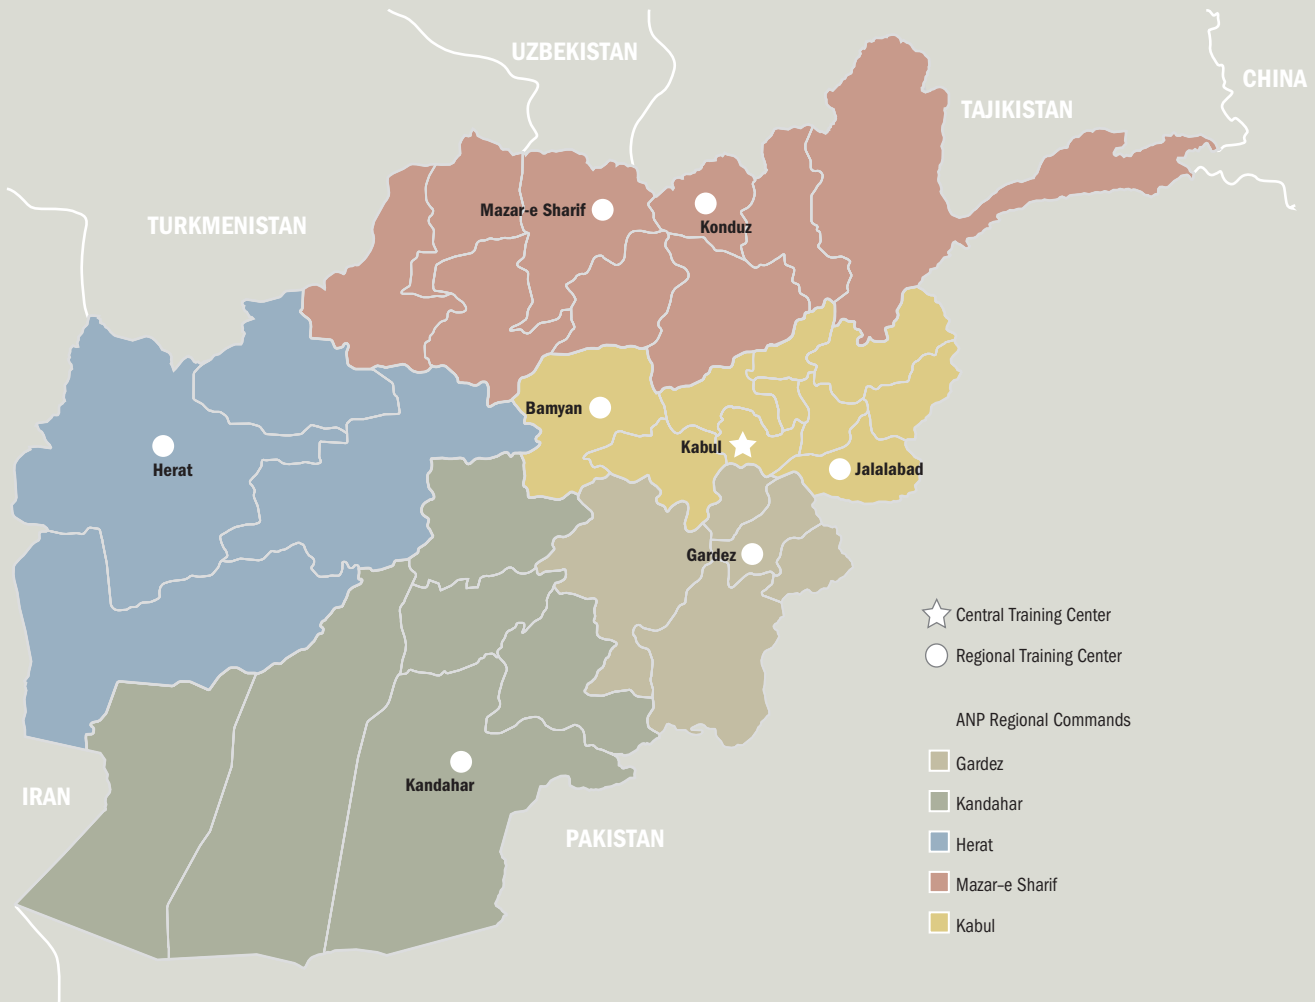 UZBEKISTAN
CHINA
TAJIKISTAN
TURKMENISTAN
Mazar-e Sharif
Konduz
Bamyan
Kabul
Herat
Jalalabad
Gardez
Central Training Center
Regional Training Center
ANP Regional Commands
Gardez
Kandahar
Herat
Mazar–e Sharif
Kabul
Kandahar
IRAN
PAKISTAN